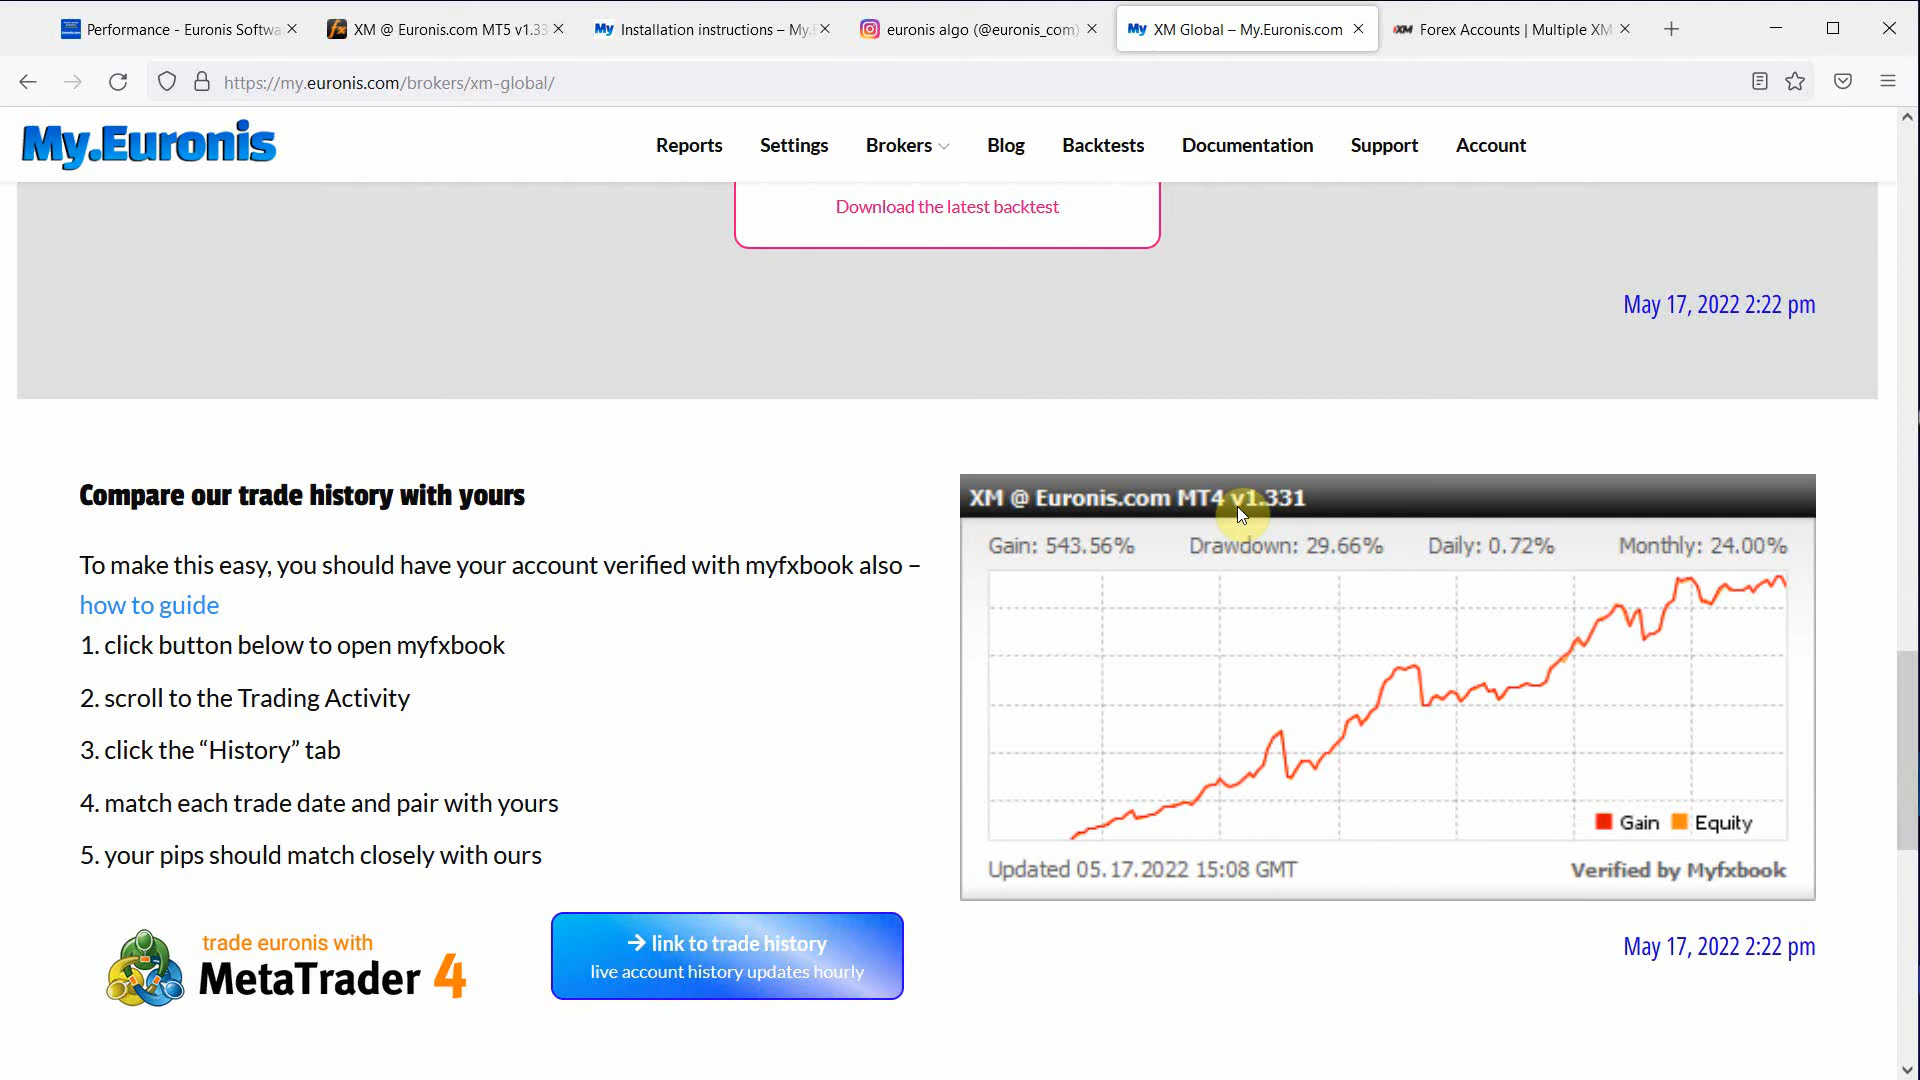 Performance - Euronis Softwa
XM @ Euronis.com MT5 v1.33
Installation instructions – My.E
euronis algo (@euronis_com)
My XM Global – My.Euronis.com
XM Forex Accounts | Multiple XM
https://my.euronis.com/brokers/xm-global/
My.Euronis
Reports
Settings
Brokers
Blog
Backtests
Documentation
Support
Account
Download the latest backtest
May 17, 2022 2:22 pm
Compare our trade history with yours
To make this easy, you should have your account verified with myfxbook also –
how to guide
1. click button below to open myfxbook
2. scroll to the Trading Activity
3. click the “History” tab
4. match each trade date and pair with yours
5. your pips should match closely with ours
trade euronis with
MetaTrader 4
→ link to trade history
live account history updates hourly
XM @ Euronis.com MT4 v1.331
Gain: 543.56% Drawdown: 29.66% Daily: 0.72% Monthly: 24.00%
Gain Equity
Updated 05.17.2022 15:08 GMT
Verified by Myfxbook
May 17, 2022 2:22 pm